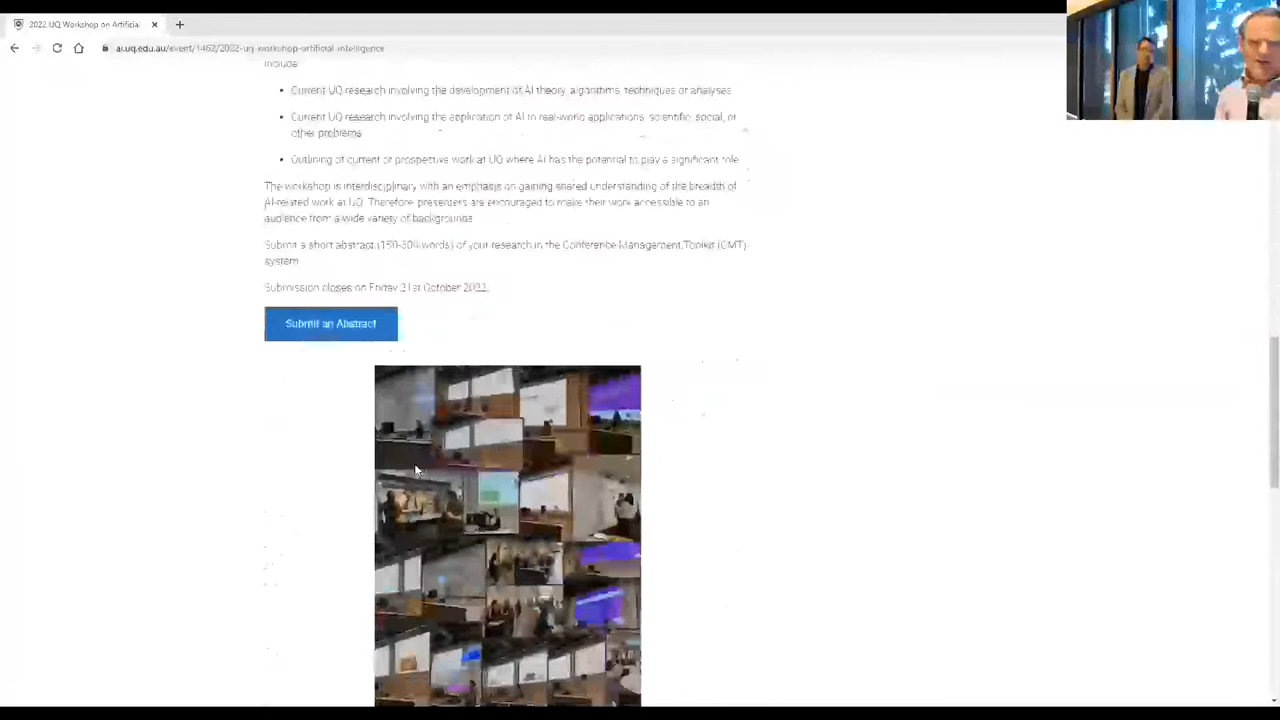 2022 UQ Workshop on Artificial
ai.uq.edu.au/event/1463/2022-uq-workshop-artificial-intelligence
include
Current UQ research involving the development of AI theory, algorithms, techniques or analyses
Current UQ research involving the application of AI to real-world applications, scientific, social, or
other problems
Outlining of current or prospective work at UQ where AI has the potential to play a significant role
The workshop is interdisciplinary with an emphasis on gaining shared understanding of the breadth of
AI-related work at UQ. Therefore presenters are encouraged to make their work accessible to an
audience from a wide variety of backgrounds
Submit a short abstract (150-300 words) of your research in the Conference Management Toolkit (CMT)
system
Submission closes on Friday 21st October 2022.
Submit an Abstract